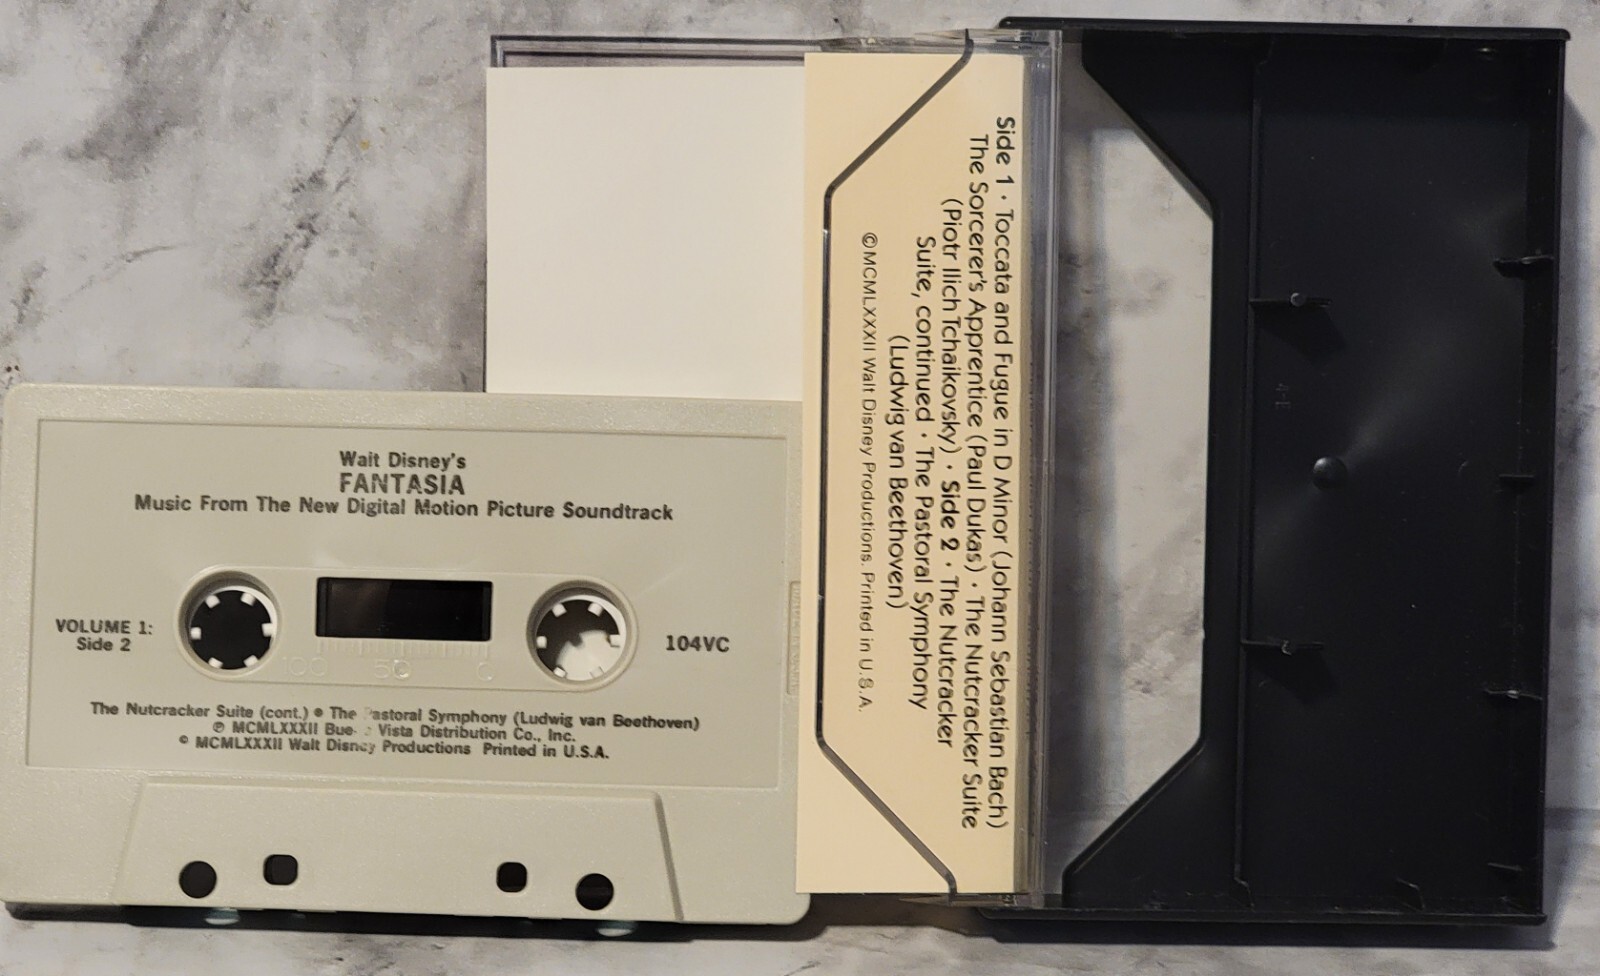 Walt Disney's
FANTASIA
Music From The New Digital Motion Picture Soundtrack
VOLUME 1:
Side 2
104VC
100 50 0
The Nutcracker Suite (cont.) • The astoral Symphony (Ludwig van Beethoven)
℗ MCMLXXXII Bue Vista Distribution Co., Inc.
© MCMLXXXII Walt Disney Productions Printed in U.S.A.
Side 1 • Toccata and Fugue in D Minor (Johann Sebastian Bach)
The Sorcerer's Apprentice (Paul Dukas) • The Nutcracker Suite
(Piotr Ilich Tchaikovsky) • Side 2 • The Nutcracker
Suite, continued • The Pastoral Symphony
(Ludwig van Beethoven)
©MCMLXXXII Walt Disney Productions. Printed in U.S.A.